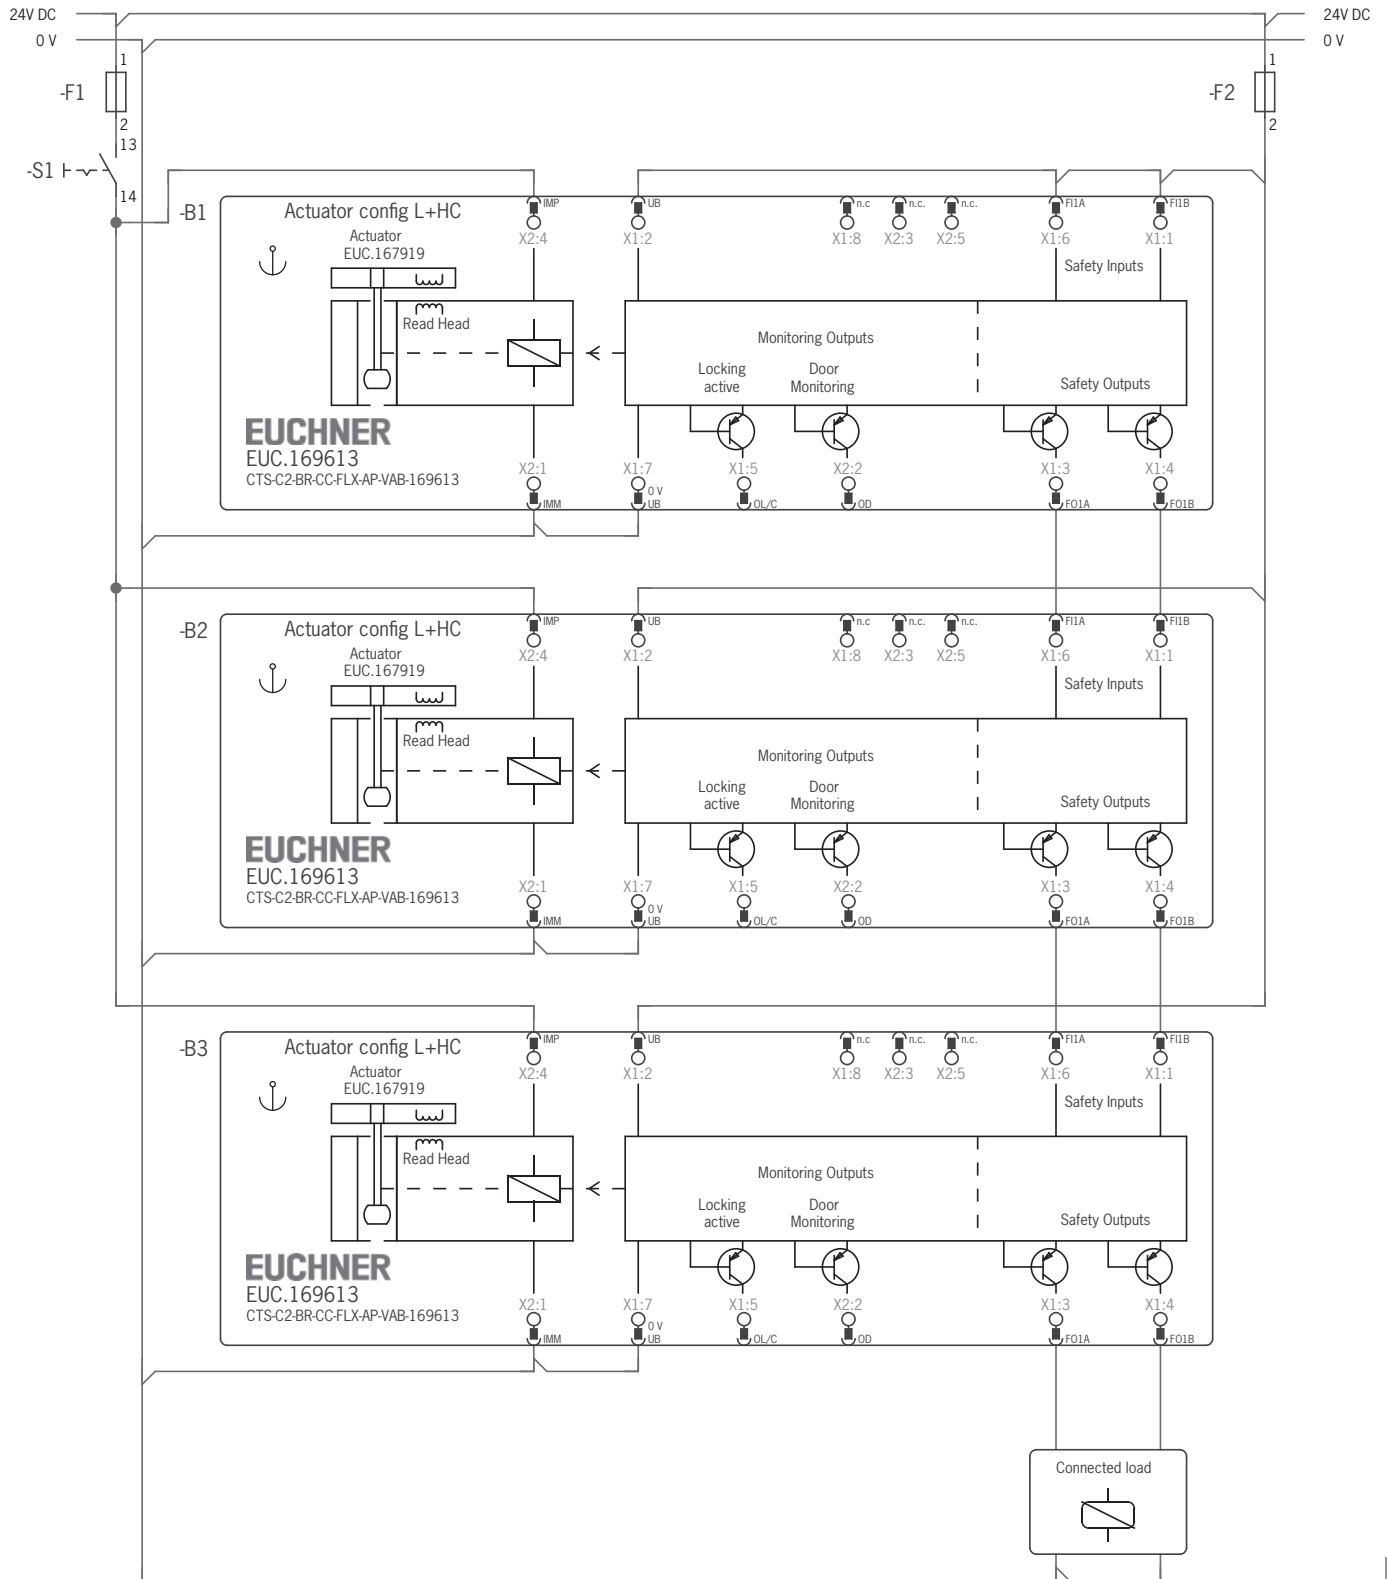 24V DC
24V DC
0 V
0 V
1
1
-F1
-F2
2
2
13
-S1
14
-B1
Actuator config L+HC
IMP
UB
n.c
n.c.
n.c.
FI1A
FI1B
Actuator
EUC.167919
X2:4
X1:2
X1:8
X2:3
X2:5
X1:6
X1:1
Safety Inputs
Read Head
Monitoring Outputs
Locking
active
Door
Monitoring
Safety Outputs
EUCHNER
EUC.169613
CTS-C2-BR-CC-FLX-AP-VAB-169613
X2:1
X1:7
X1:5
X2:2
X1:3
X1:4
IMM
0 V
UB
OL/C
OD
FO1A
FO1B
-B2
Actuator config L+HC
IMP
UB
n.c
n.c.
n.c.
FI1A
FI1B
Actuator
EUC.167919
X2:4
X1:2
X1:8
X2:3
X2:5
X1:6
X1:1
Safety Inputs
Read Head
Monitoring Outputs
Locking
active
Door
Monitoring
Safety Outputs
EUCHNER
EUC.169613
CTS-C2-BR-CC-FLX-AP-VAB-169613
X2:1
X1:7
X1:5
X2:2
X1:3
X1:4
IMM
0 V
UB
OL/C
OD
FO1A
FO1B
-B3
Actuator config L+HC
IMP
UB
n.c
n.c.
n.c.
FI1A
FI1B
Actuator
EUC.167919
X2:4
X1:2
X1:8
X2:3
X2:5
X1:6
X1:1
Safety Inputs
Read Head
Monitoring Outputs
Locking
active
Door
Monitoring
Safety Outputs
EUCHNER
EUC.169613
CTS-C2-BR-CC-FLX-AP-VAB-169613
X2:1
X1:7
X1:5
X2:2
X1:3
X1:4
IMM
0 V
UB
OL/C
OD
FO1A
FO1B
Connected load